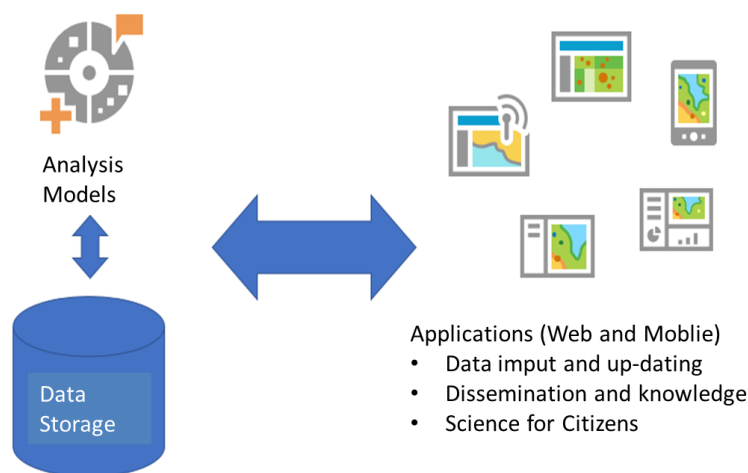 Analysis
Models
Data
Storage
Applications (Web and Moblie)
• Data imput and up-dating
• Dissemination and knowledge
• Science for Citizens